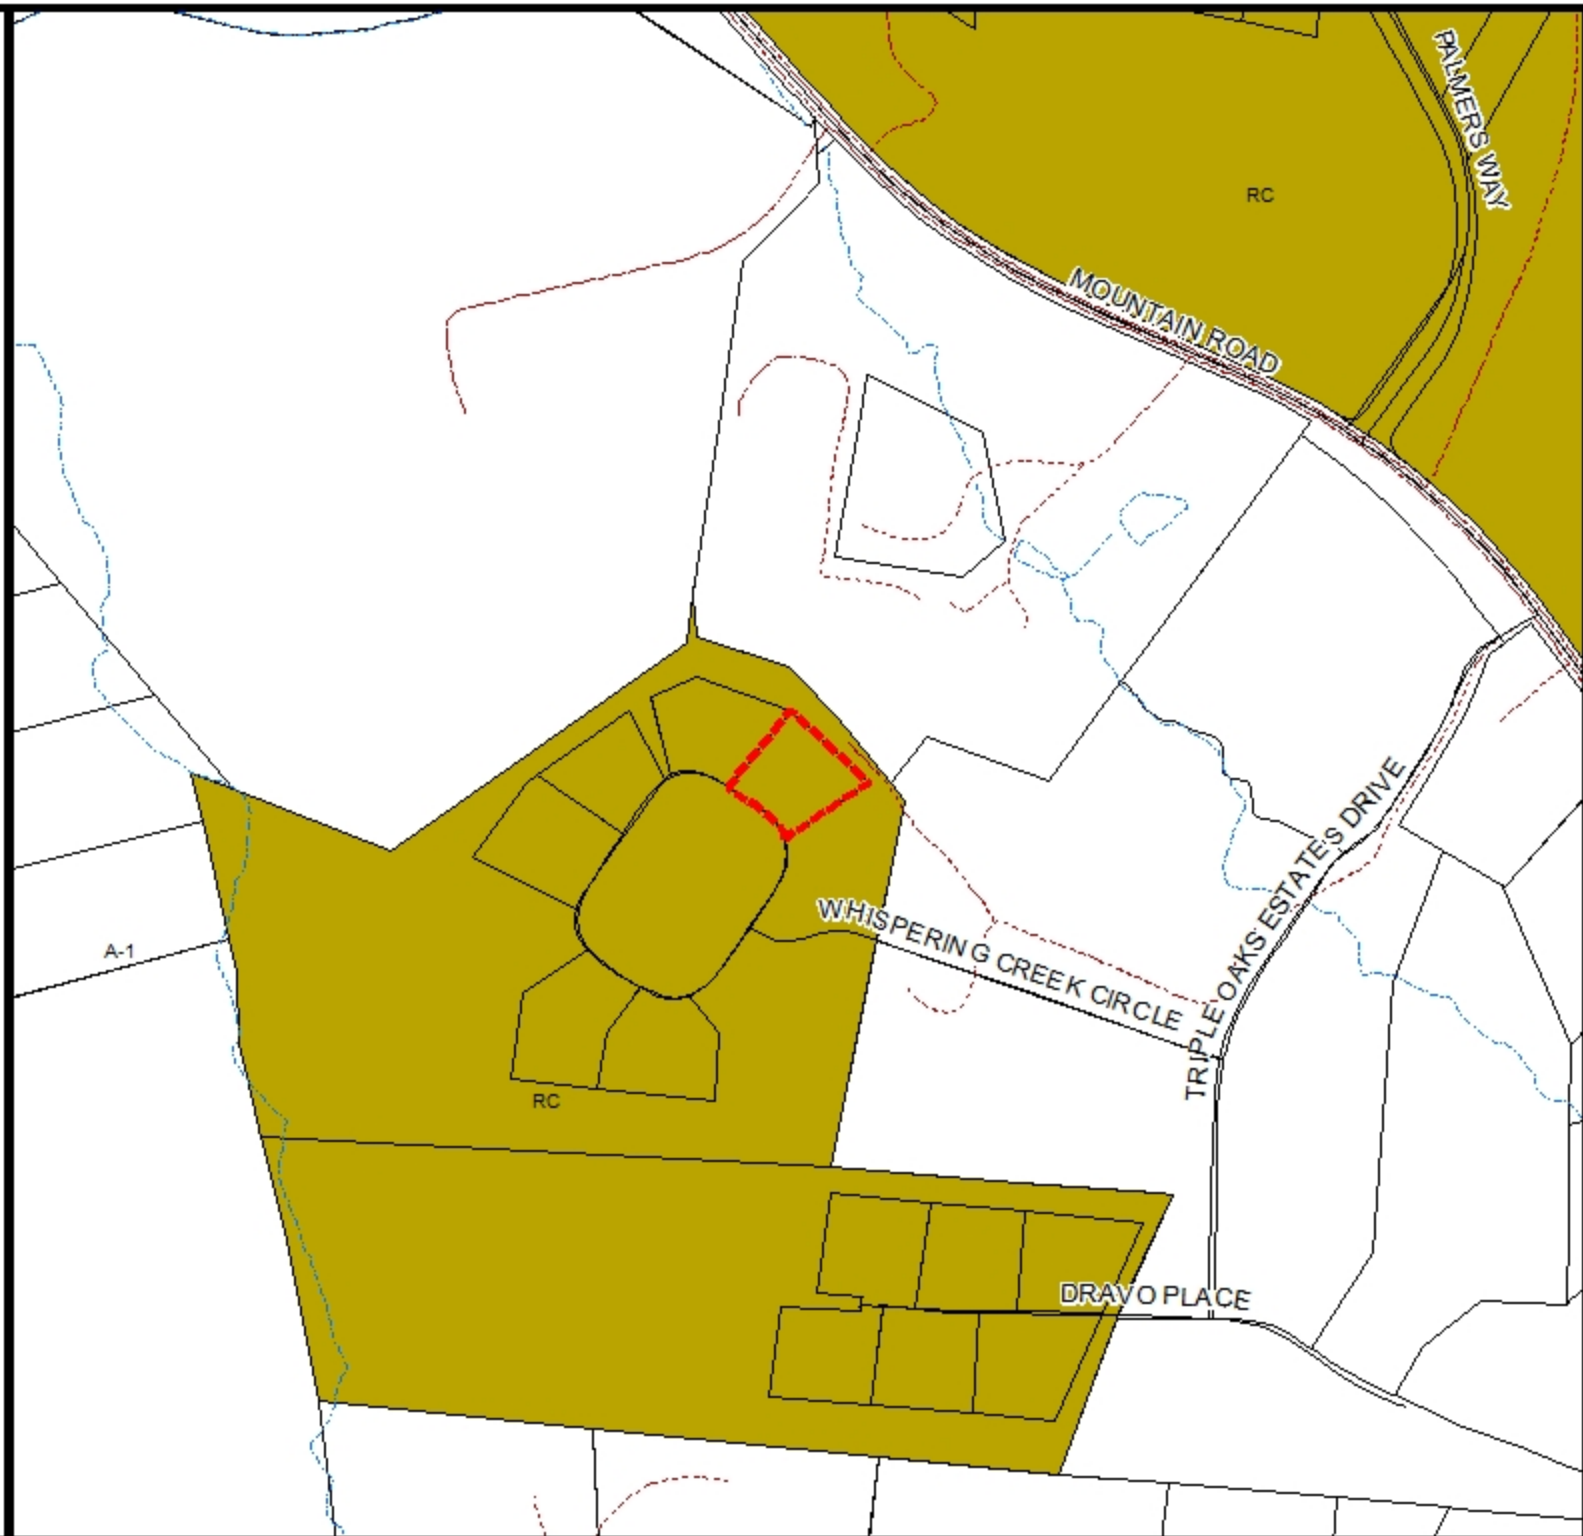 PALMERS WAY
RC
MOUNTAIN ROAD
TRIPLE OAKS ESTATES DRIVE
WHISPERING CREEK CIRCLE
A-1
RC
DRAVO PLACE